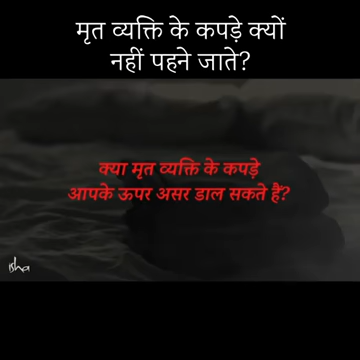 मृत व्यक्ति के कपड़े क्यों
नहीं पहने जाते?
क्या मृत व्यक्ति के कपड़े
आपके ऊपर असर डाल सकते हैं?
isha